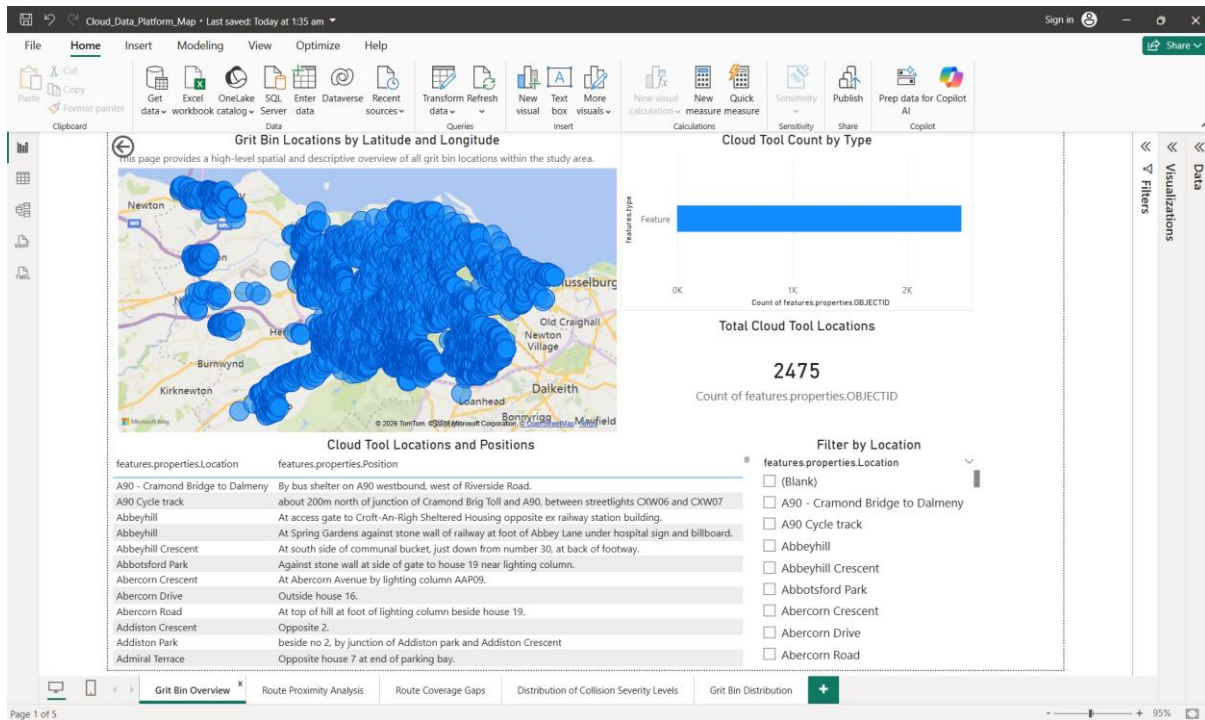 Cloud_Data_Platform_Map • Last saved: Today at 1:35 am
Sign in
File Home Insert Modeling View Optimize Help
Share
Paste
Cut
Copy
Format painter
Clipboard
Get data
Excel workbook
OneLake catalog
SQL Server
Enter data
Dataverse
Recent sources
Data
Transform data
Refresh
Queries
New visual
Text box
More visuals
Insert
New visual calculation
New measure
Quick measure
Calculations
Sensitivity
Sensitivity
Publish
Share
Prep data for AI
Copilot
Copilot
Grit Bin Locations by Latitude and Longitude
This page provides a high-level spatial and descriptive overview of all grit bin locations within the study area.
Newton
Old Craighall
Newton Village
Burnwynd
Kirknewton
Dalkeith
Loanhead
Bonnyrigg
Mayfield
Microsoft Bing
© 2026 TomTom, © 2026 Microsoft Corporation, © OpenStreetMap Terms
Cloud Tool Count by Type
features.type
Feature
0K 1K 2K
Count of features.properties.OBJECTID
Total Cloud Tool Locations
2475
Count of features.properties.OBJECTID
Filters
Visualizations
Data
Cloud Tool Locations and Positions
features.properties.Location features.properties.Position
A90 - Cramond Bridge to Dalmeny By bus shelter on A90 westbound, west of Riverside Road.
A90 Cycle track about 200m north of junction of Cramond Brig Toll and A90, between streetlights CXW06 and CXW07
Abbeyhill At access gate to Croft-An-Righ Sheltered Housing opposite ex railway station building.
Abbeyhill At Spring Gardens against stone wall of railway at foot of Abbey Lane under hospital sign and billboard.
Abbeyhill Crescent At south side of communal bucket, just down from number 30, at back of footway.
Abbotsford Park Against stone wall at side of gate to house 19 near lighting column.
Abercorn Crescent At Abercorn Avenue by lighting column AAP09.
Abercorn Drive Outside house 16.
Abercorn Road At top of hill at foot of lighting column beside house 19.
Addiston Crescent Opposite 2.
Addiston Park beside no 2, by junction of Addiston park and Addiston Crescent
Admiral Terrace Opposite house 7 at end of parking bay.
Filter by Location
features.properties.Location
(Blank)
A90 - Cramond Bridge to Dalmeny
A90 Cycle track
Abbeyhill
Abbeyhill Crescent
Abbotsford Park
Abercorn Crescent
Abercorn Drive
Abercorn Road
Grit Bin Overview x Route Proximity Analysis Route Coverage Gaps Distribution of Collision Severity Levels Grit Bin Distribution +
Page 1 of 5
- + 95%